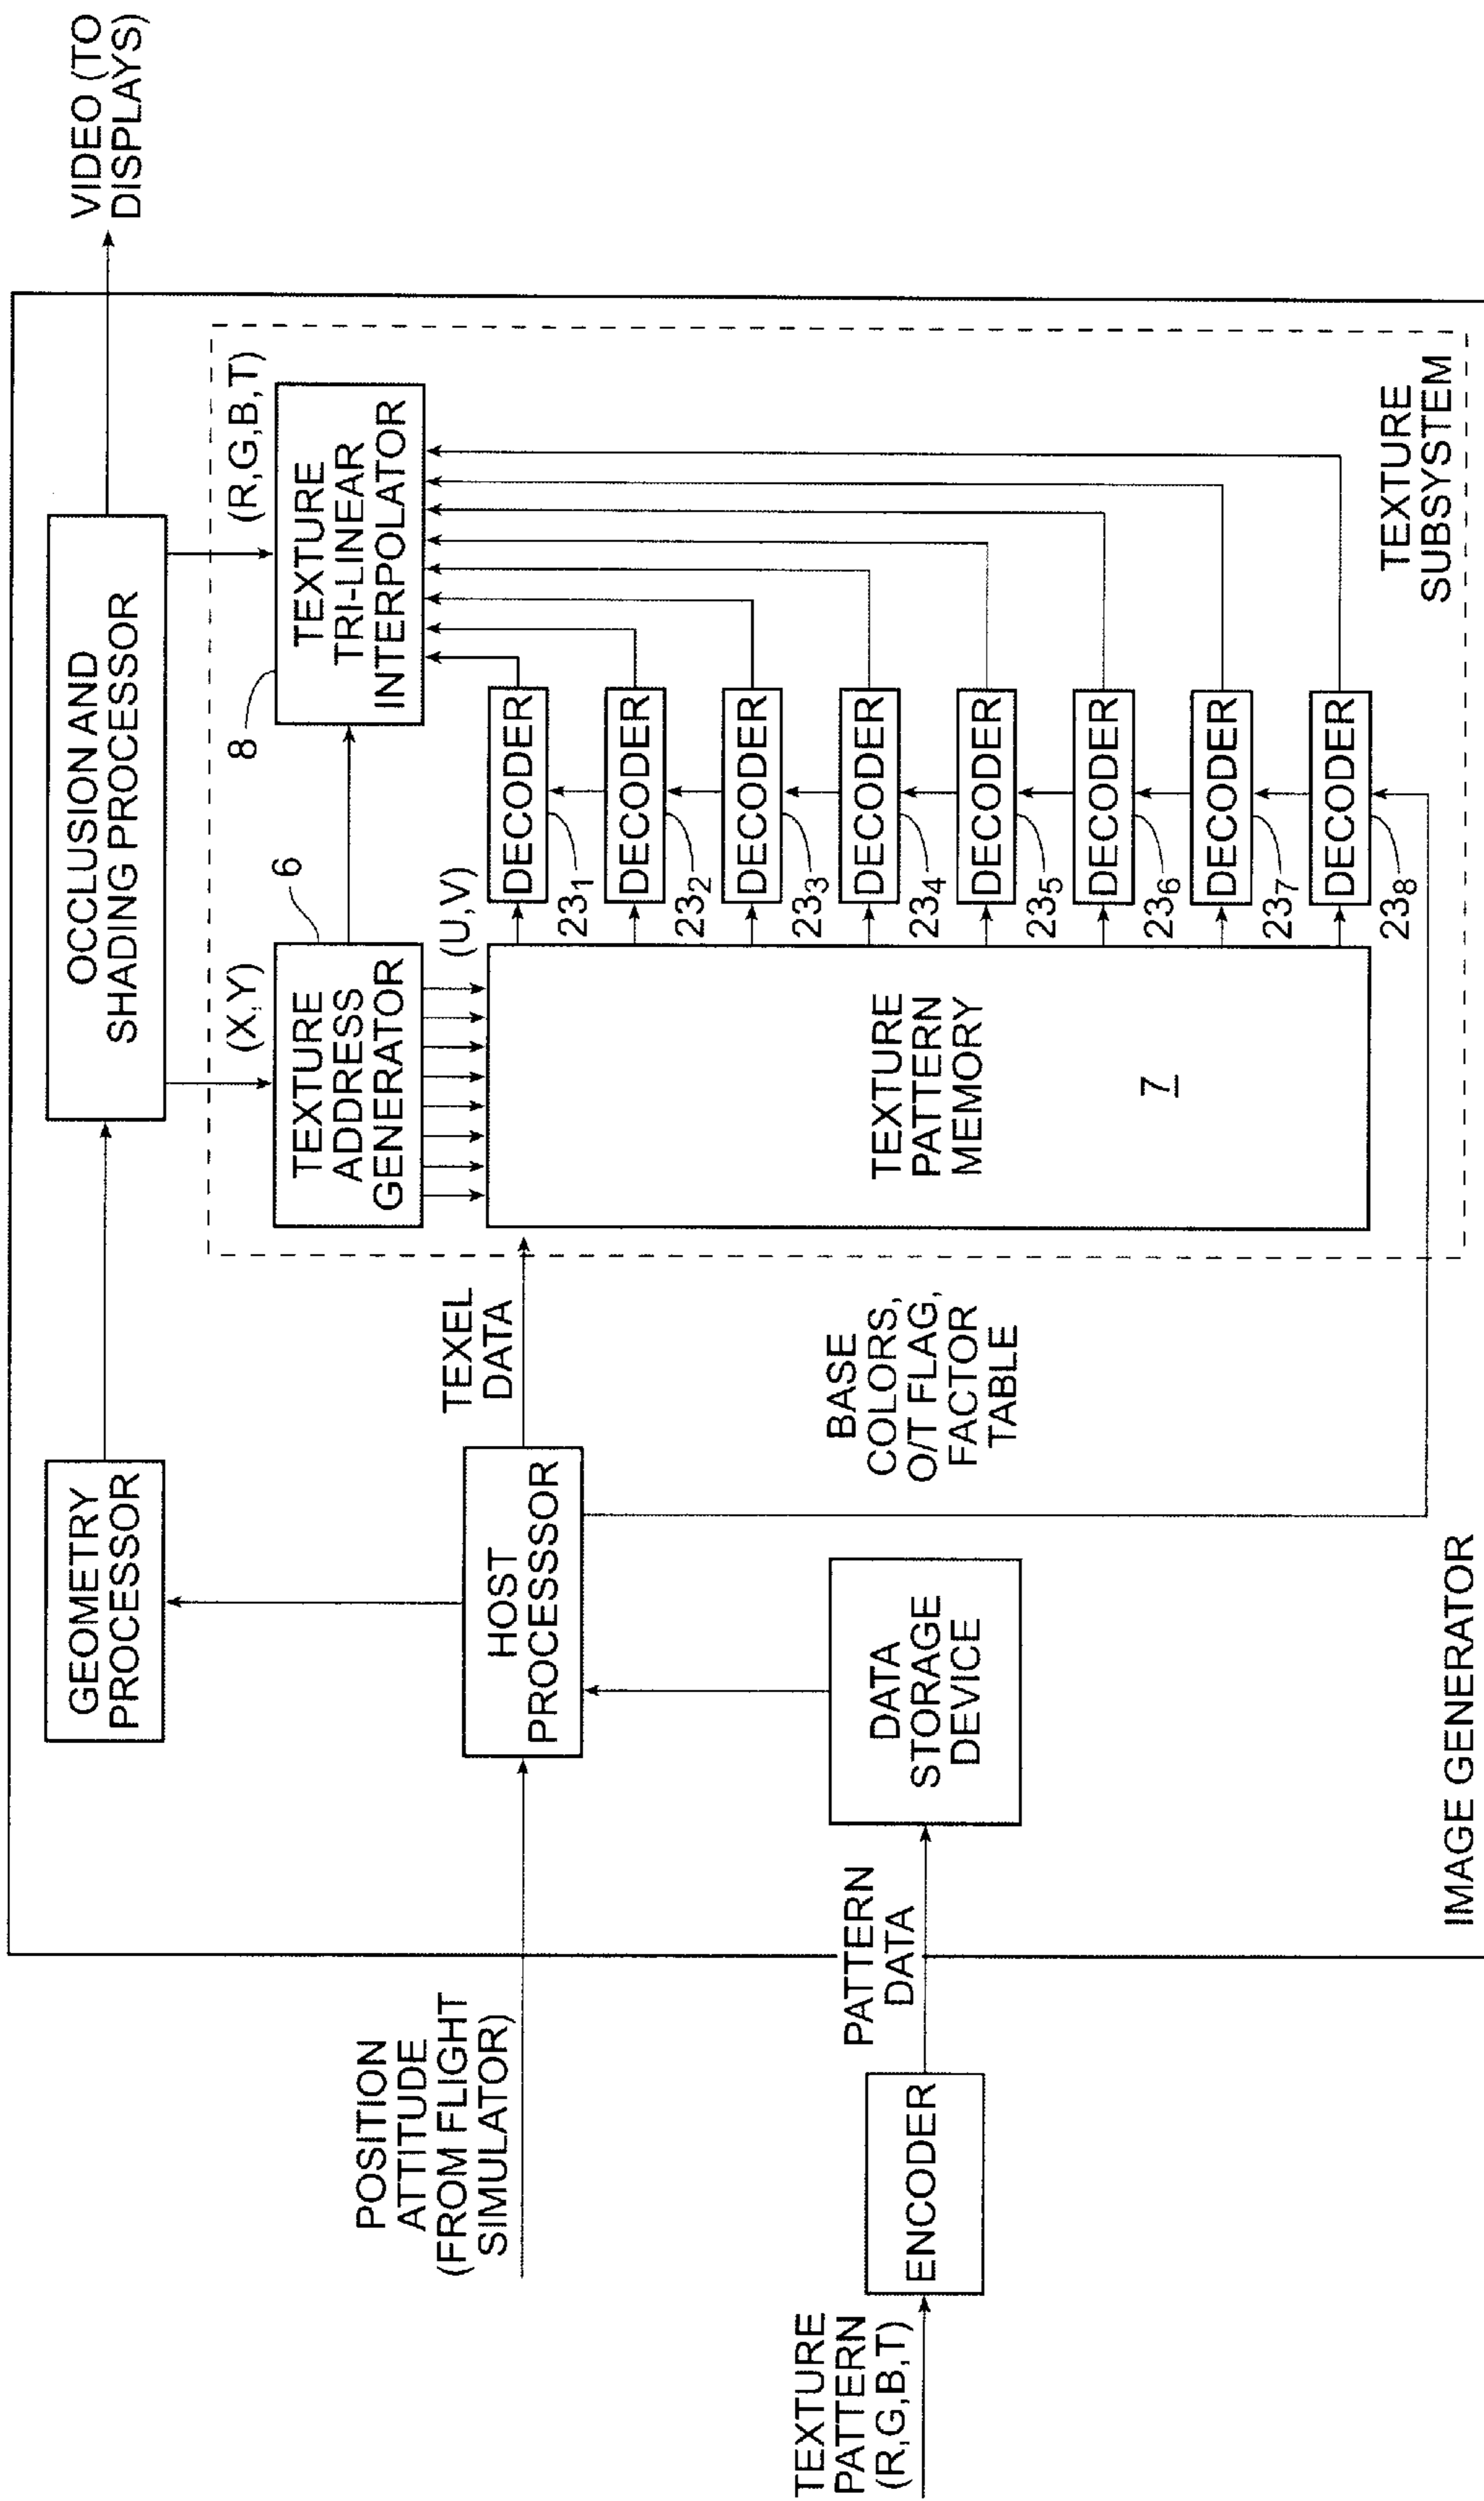 VIDEO (TO
DISPLAYS)
OCCLUSION AND
SHADING PROCESSOR
GEOMETRY
PROCESSOR
(X,Y)
(R,G,B,T)
6
8
TEXTURE
ADDRESS
GENERATOR
TEXTURE
TRI-LINEAR
INTERPOLATOR
(U,V)
POSITION
ATTITUDE
(FROM FLIGHT
SIMULATOR)
HOST
PROCESSOR
TEXEL
DATA
TEXTURE
PATTERN
MEMORY
7
DECODER
23₁
DECODER
23₂
DECODER
23₃
DECODER
23₄
DECODER
23₅
DECODER
23₆
DECODER
23₇
DECODER
23₈
BASE
COLORS,
O/T FLAG,
FACTOR
TABLE
TEXTURE
PATTERN
(R,G,B,T)
ENCODER
PATTERN
DATA
DATA
STORAGE
DEVICE
TEXTURE
SUBSYSTEM
IMAGE GENERATOR